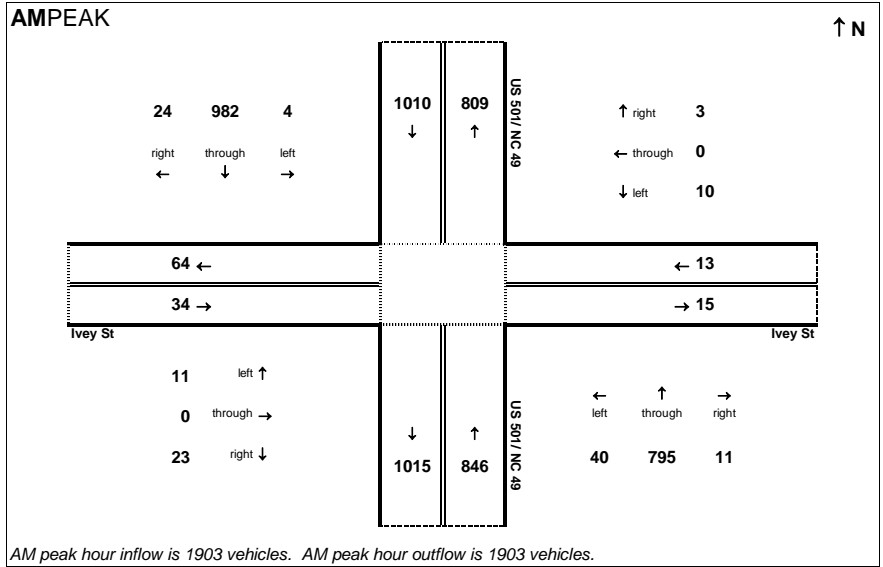 AM PEAK
↑ N
24 982 4
right through left
← ↓ →
1010 809
↓ ↑
US 501/ NC 49
↑ right 3
← through 0
↓ left 10
64 ←
34 →
← 13
→ 15
Ivey St
Ivey St
11 left ↑
0 through →
23 right ↓
↓ ↑
1015 846
US 501/ NC 49
← ↑ →
left through right
40 795 11
AM peak hour inflow is 1903 vehicles. AM peak hour outflow is 1903 vehicles.